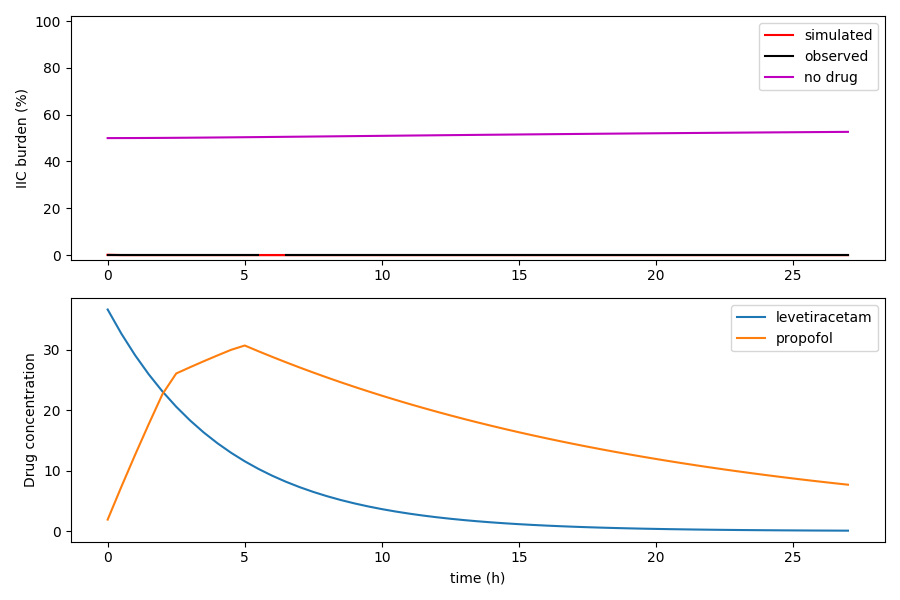 IIC burden (%)
100
80
60
40
20
0
simulated
observed
no drug
0 5 10 15 20 25
Drug concentration
30
20
10
0
levetiracetam
propofol
0 5 10 15 20 25
time (h)